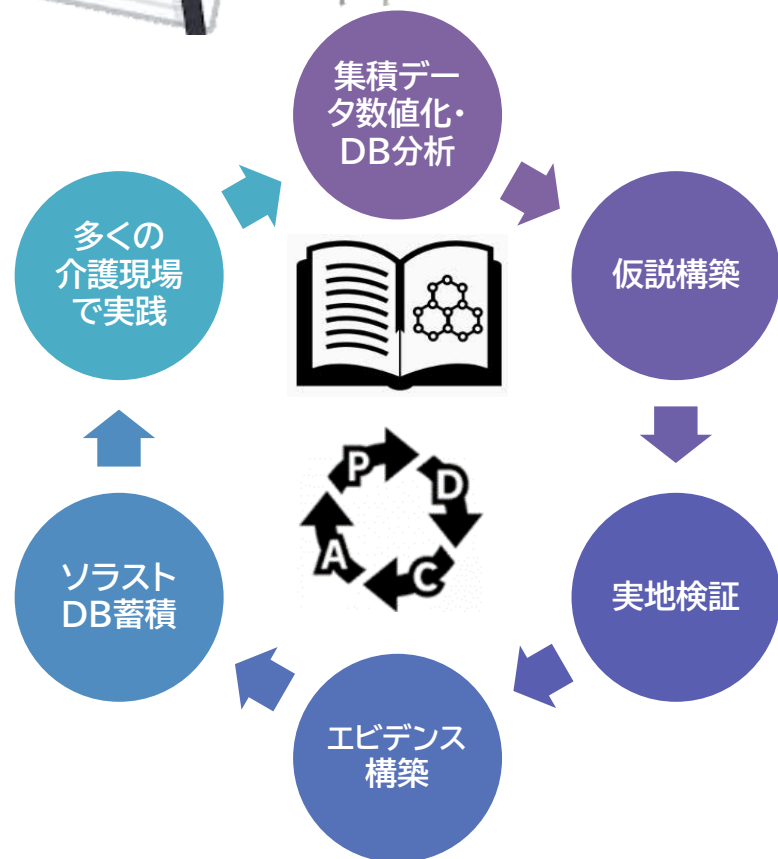 集積デー
タ数値化・
DB分析
仮説構築
実地検証
エビデンス
構築
ソラスト
DB蓄積
多くの
介護現場
で実践
P
D
C
A